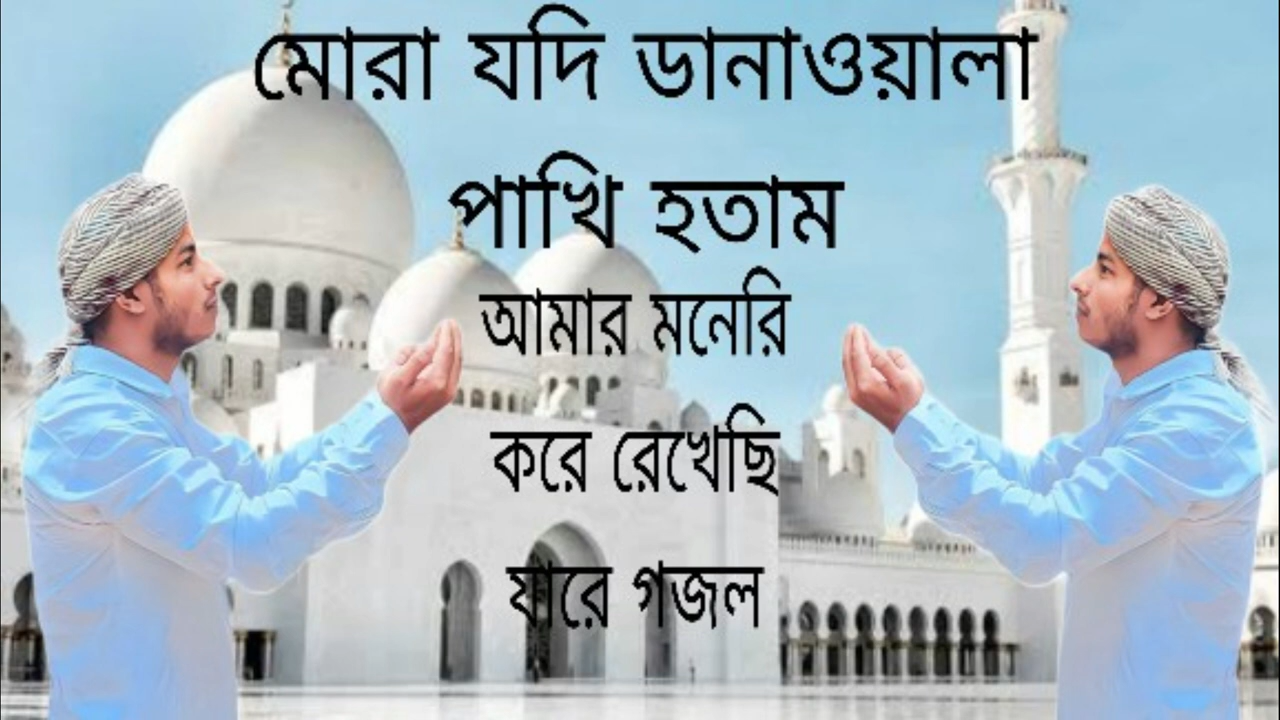 মোরা যদি ডানাওয়ালা
পাখি হতাম
আমার মনেরি
করে রেখেছি
যারে গজল